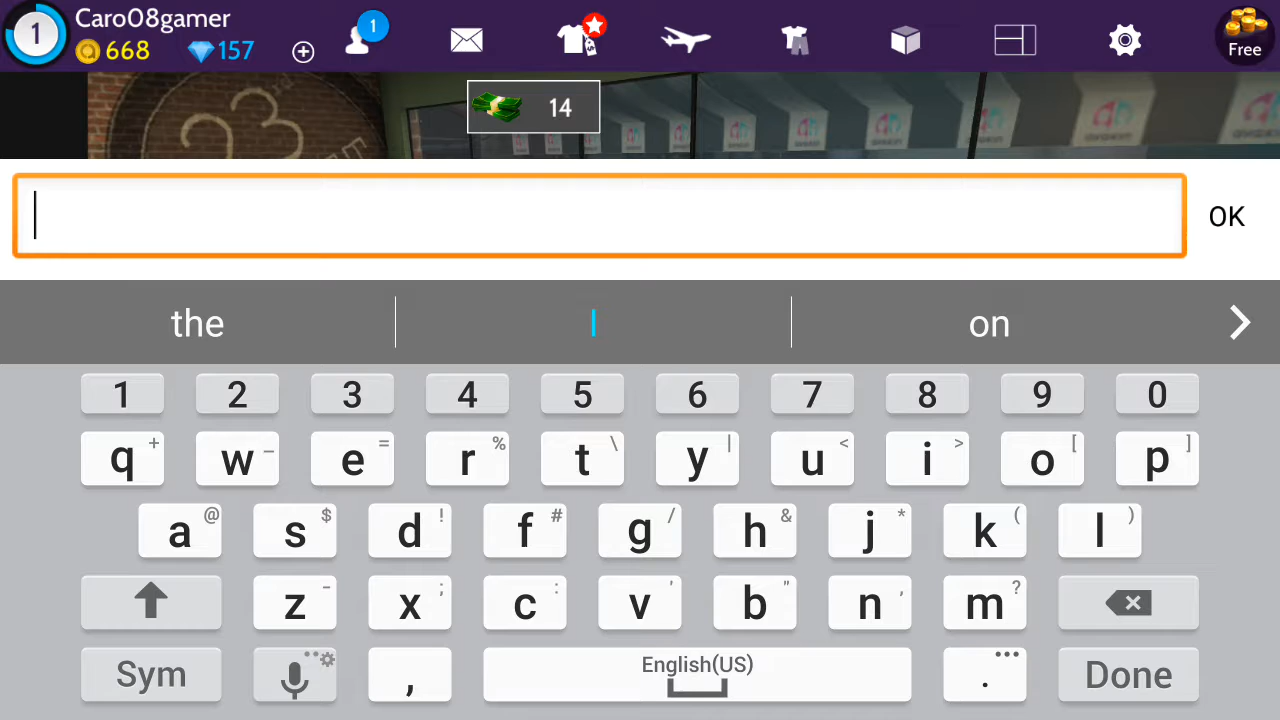 1 Caro08gamer 1
668 157 Free
14
23
OK
the I on
1 2 3 4 5 6 7 8 9 0
q + w _ e = r % t \ y | u < i > o [ p ]
a @ s $ d ! f # g / h & j * k ( l )
z - x ; c : v ' b " n , m ?
Sym , English(US) . Done